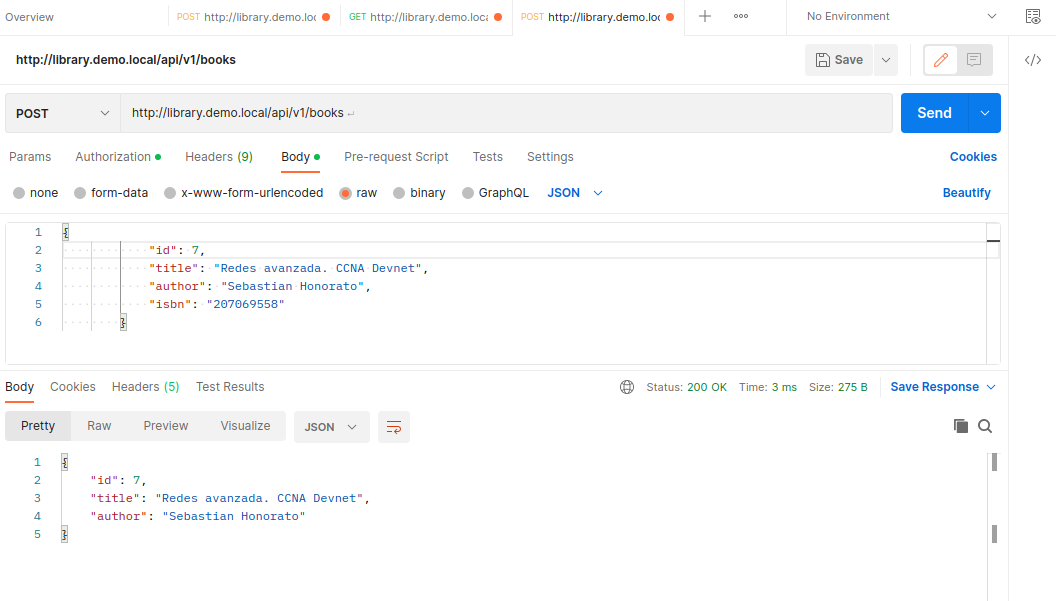 Overview POST http://library.demo.loc GET http://library.demo.loca POST http://library.demo.lo No Environment
http://library.demo.local/api/v1/books Save
POST http://library.demo.local/api/v1/books Send
Params Authorization Headers (9) Body Pre-request Script Tests Settings Cookies
none form-data x-www-form-urlencoded raw binary GraphQL JSON Beautify
1 {
2 "id": 7,
3 "title": "Redes avanzada. CCNA Devnet",
4 "author": "Sebastian Honorato",
5 "isbn": "207069558"
6 }
Body Cookies Headers (5) Test Results Status: 200 OK Time: 3 ms Size: 275 B Save Response
Pretty Raw Preview Visualize JSON
1 {
2 "id": 7,
3 "title": "Redes avanzada. CCNA Devnet",
4 "author": "Sebastian Honorato"
5 }